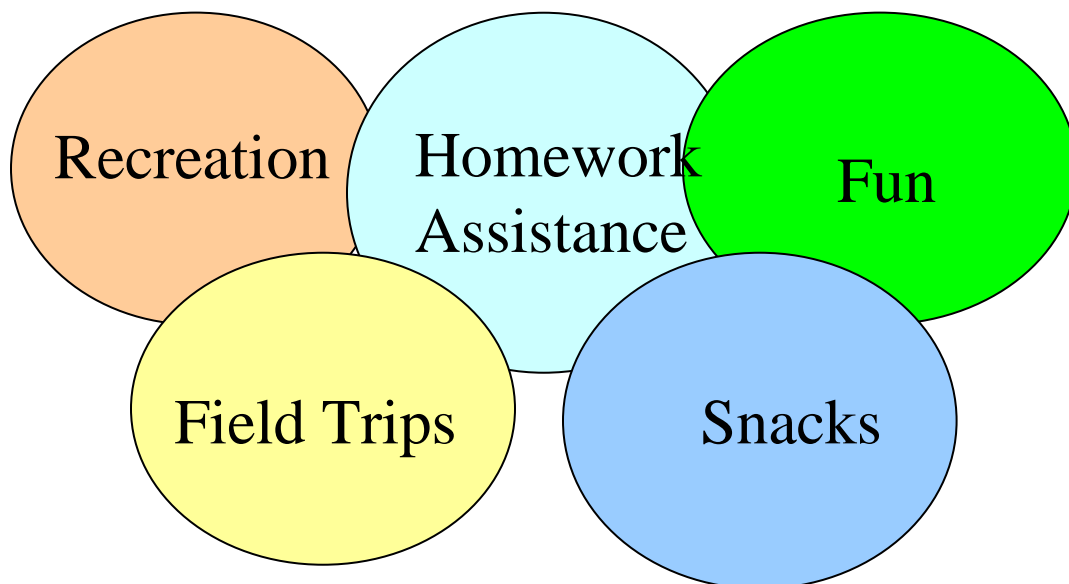 Recreation
Homework
Assistance
Fun
Field Trips
Snacks